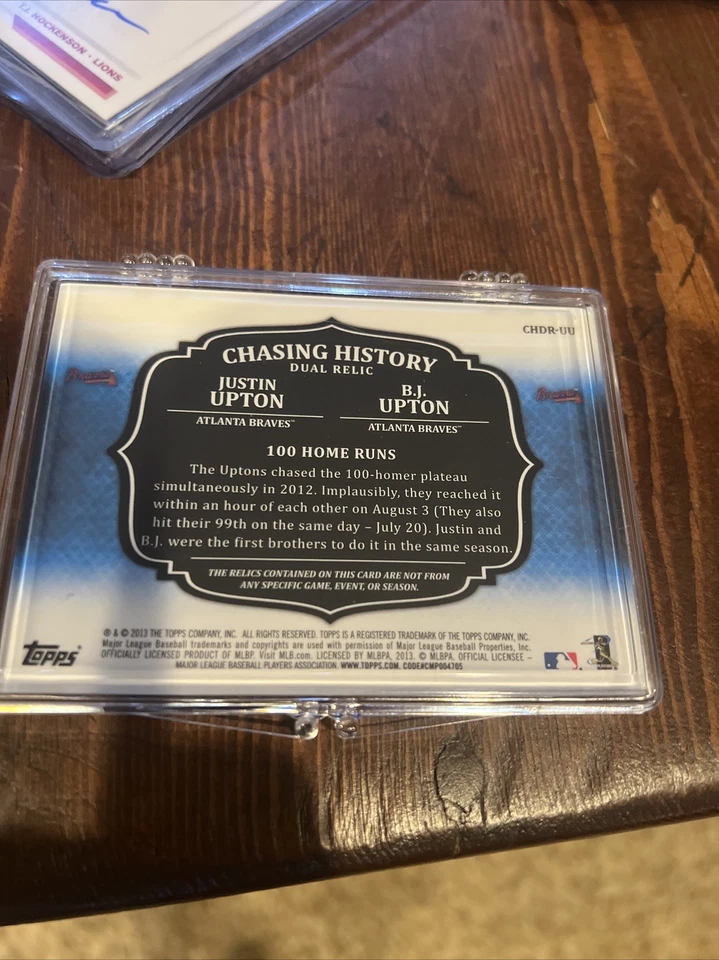 T.J. HOCKENSON • LIONS
CHDR-UU
CHASING HISTORY
DUAL RELIC
JUSTIN
UPTON
ATLANTA BRAVES™
B.J.
UPTON
ATLANTA BRAVES™
Braves
Braves
100 HOME RUNS
The Uptons chased the 100-homer plateau
simultaneously in 2012. Implausibly, they reached it
within an hour of each other on August 3 (They also
hit their 99th on the same day – July 20). Justin and
B.J. were the first brothers to do it in the same season.
THE RELICS CONTAINED ON THIS CARD ARE NOT FROM
ANY SPECIFIC GAME, EVENT, OR SEASON.
topps®
® & © 2013 THE TOPPS COMPANY, INC. ALL RIGHTS RESERVED. TOPPS IS A REGISTERED TRADEMARK OF THE TOPPS COMPANY, INC.
Major League Baseball trademarks and copyrights are used with permission of Major League Baseball Properties, Inc.
OFFICIALLY LICENSED PRODUCT OF MLBP. Visit MLB.com. LICENSED BY MLBPA, 2013. © MLBPA, OFFICIAL LICENSEE –
MAJOR LEAGUE BASEBALL PLAYERS ASSOCIATION. WWW.TOPPS.COM. CODE#CMP004705